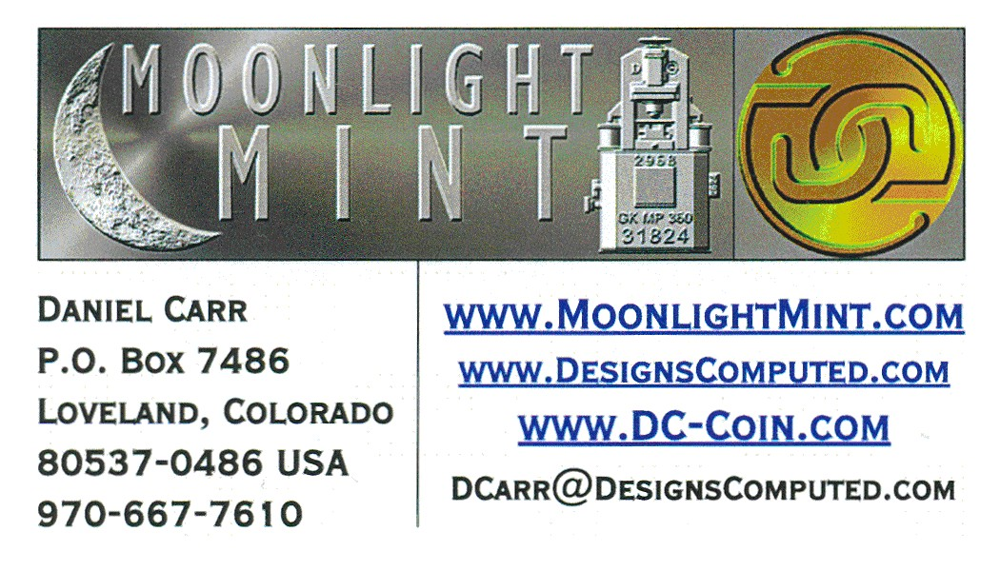 MOONLIGHT
MINT
D C
2968
GK MP 360
31824
DANIEL CARR
P.O. BOX 7486
LOVELAND, COLORADO
80537-0486 USA
970-667-7610
WWW.MOONLIGHTMINT.COM
WWW.DESIGNSCOMPUTED.COM
WWW.DC-COIN.COM
DCARR@DESIGNSCOMPUTED.COM